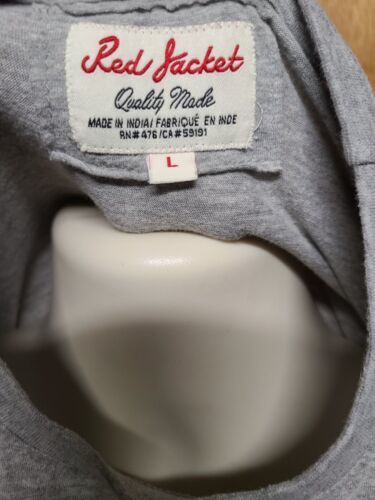 Red Jacket
Quality Made
MADE IN INDIA/ FABRIQUÉ EN INDE
RN#476/CA#59191
L